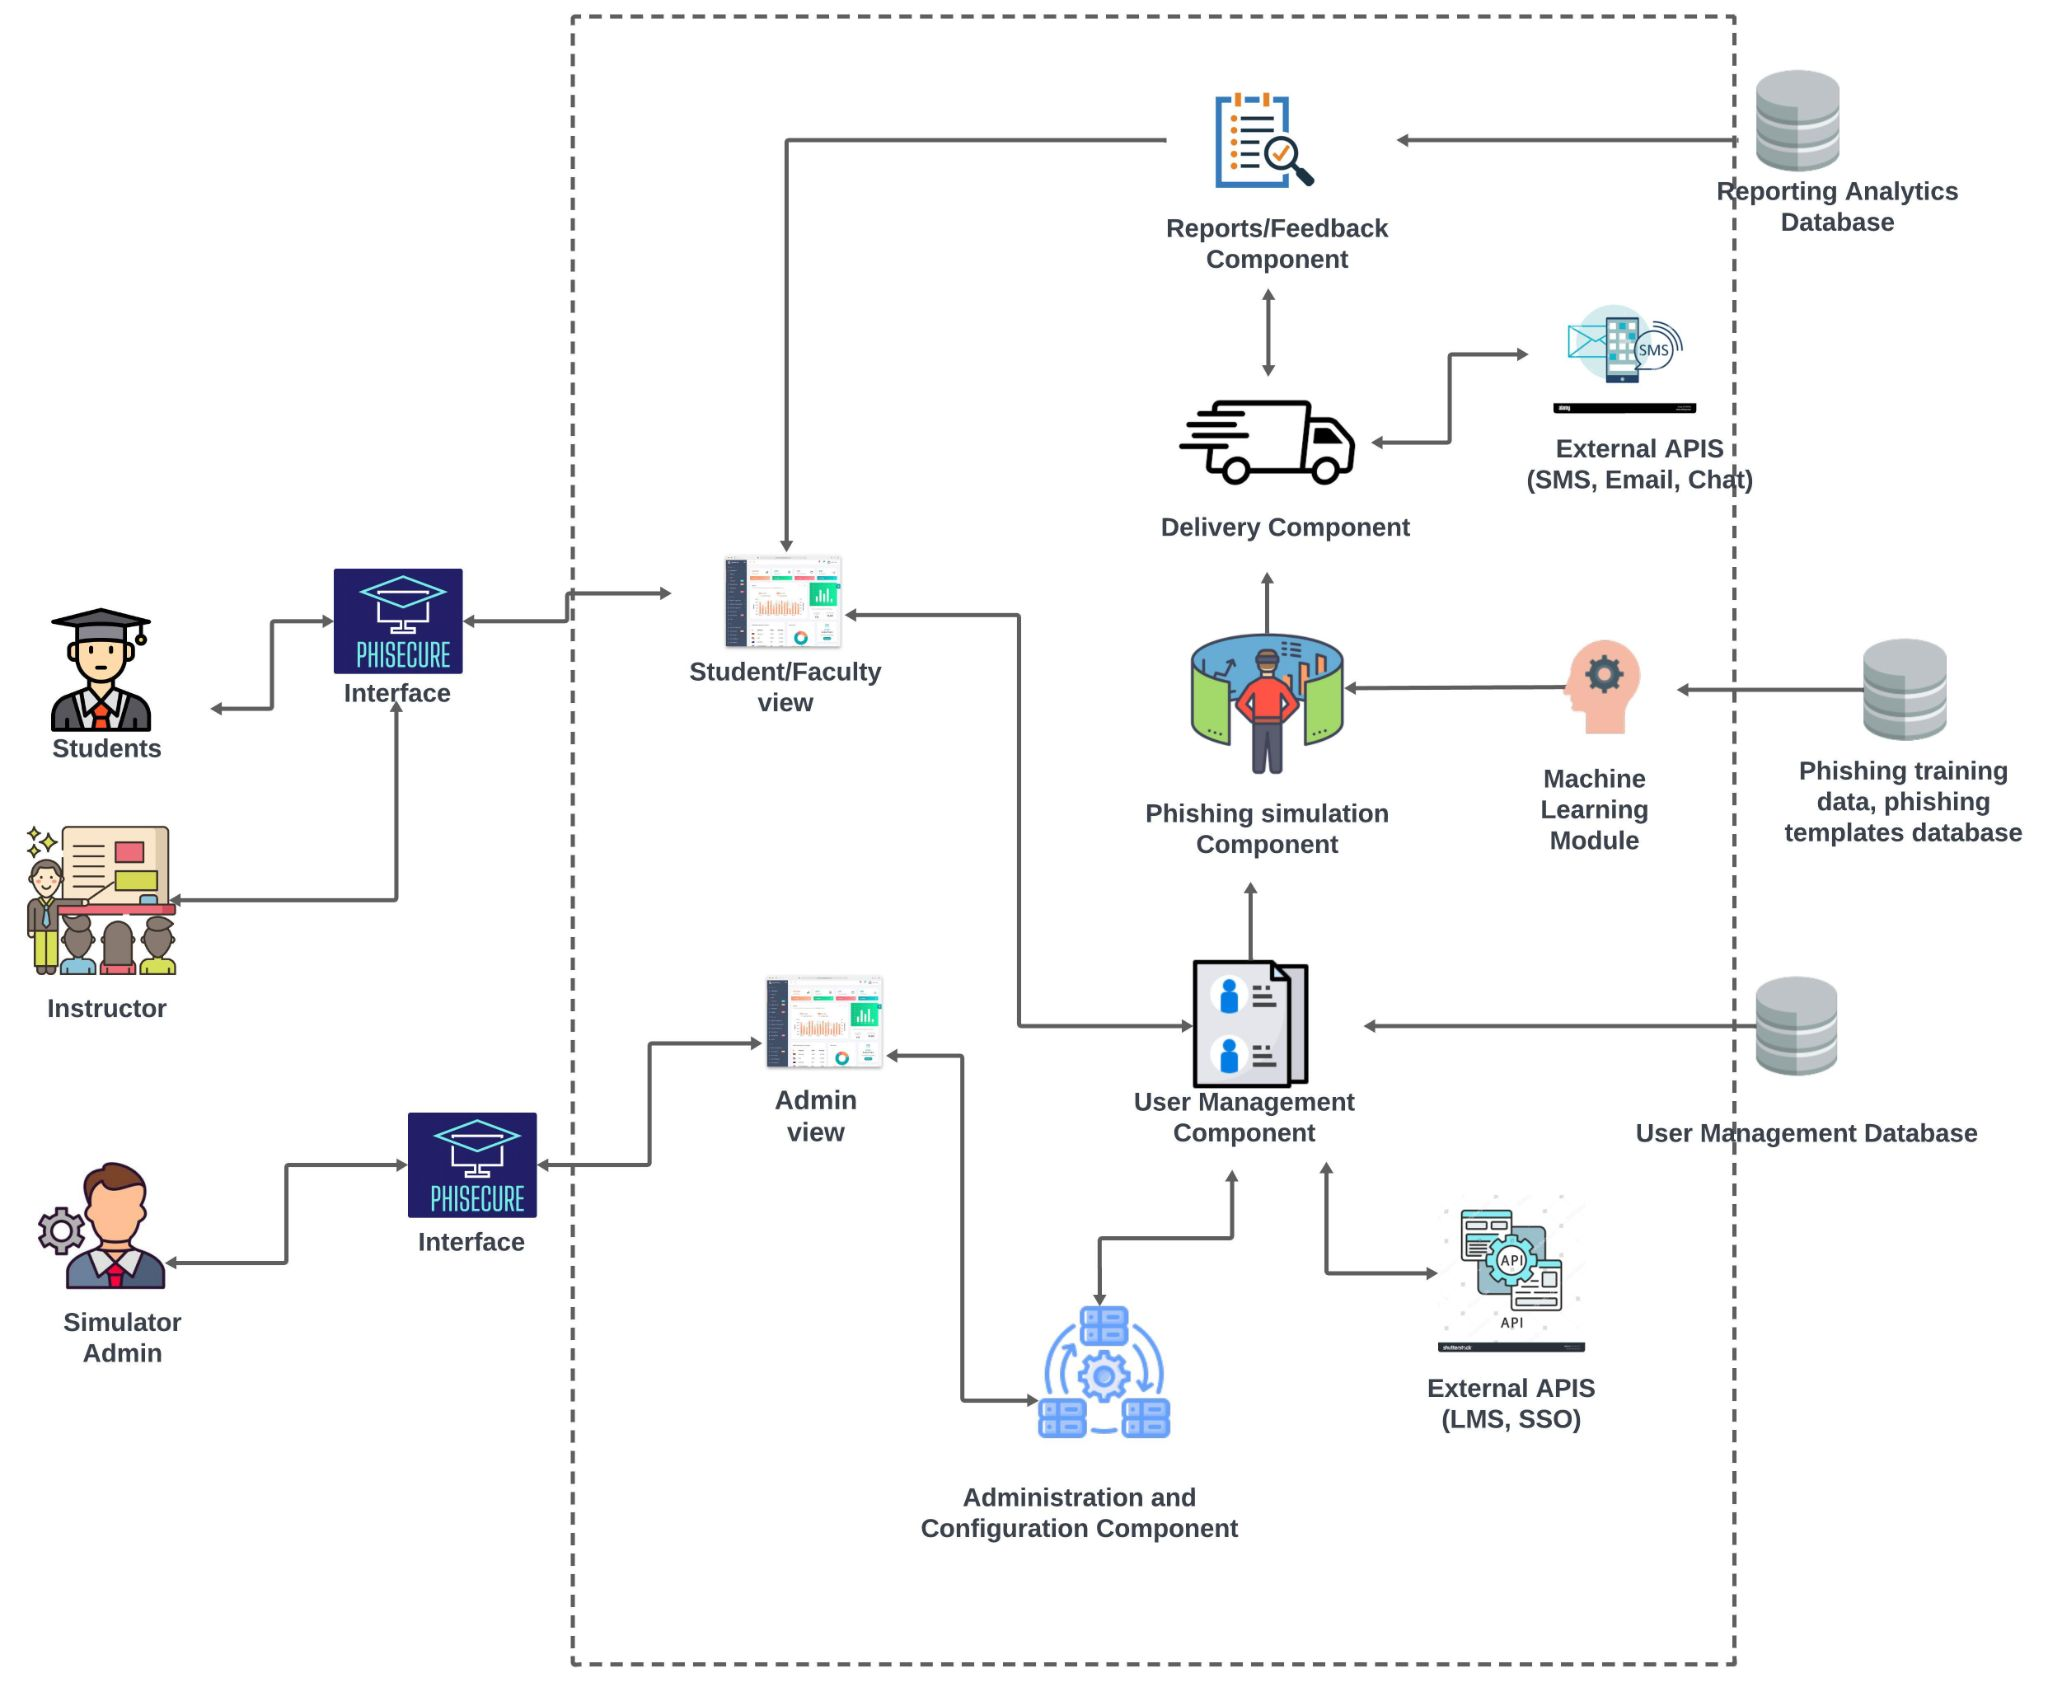 Reporting Analytics
Database
Reports/Feedback
Component
SMS
External APIS
(SMS, Email, Chat)
Delivery Component
PHISECURE
Interface
Students
Student/Faculty
view
Phishing simulation
Component
Machine
Learning
Module
Phishing training
data, phishing
templates database
Instructor
Admin
view
User Management
Component
User Management Database
PHISECURE
Interface
Simulator
Admin
API
API
shutterstock
External APIS
(LMS, SSO)
Administration and
Configuration Component